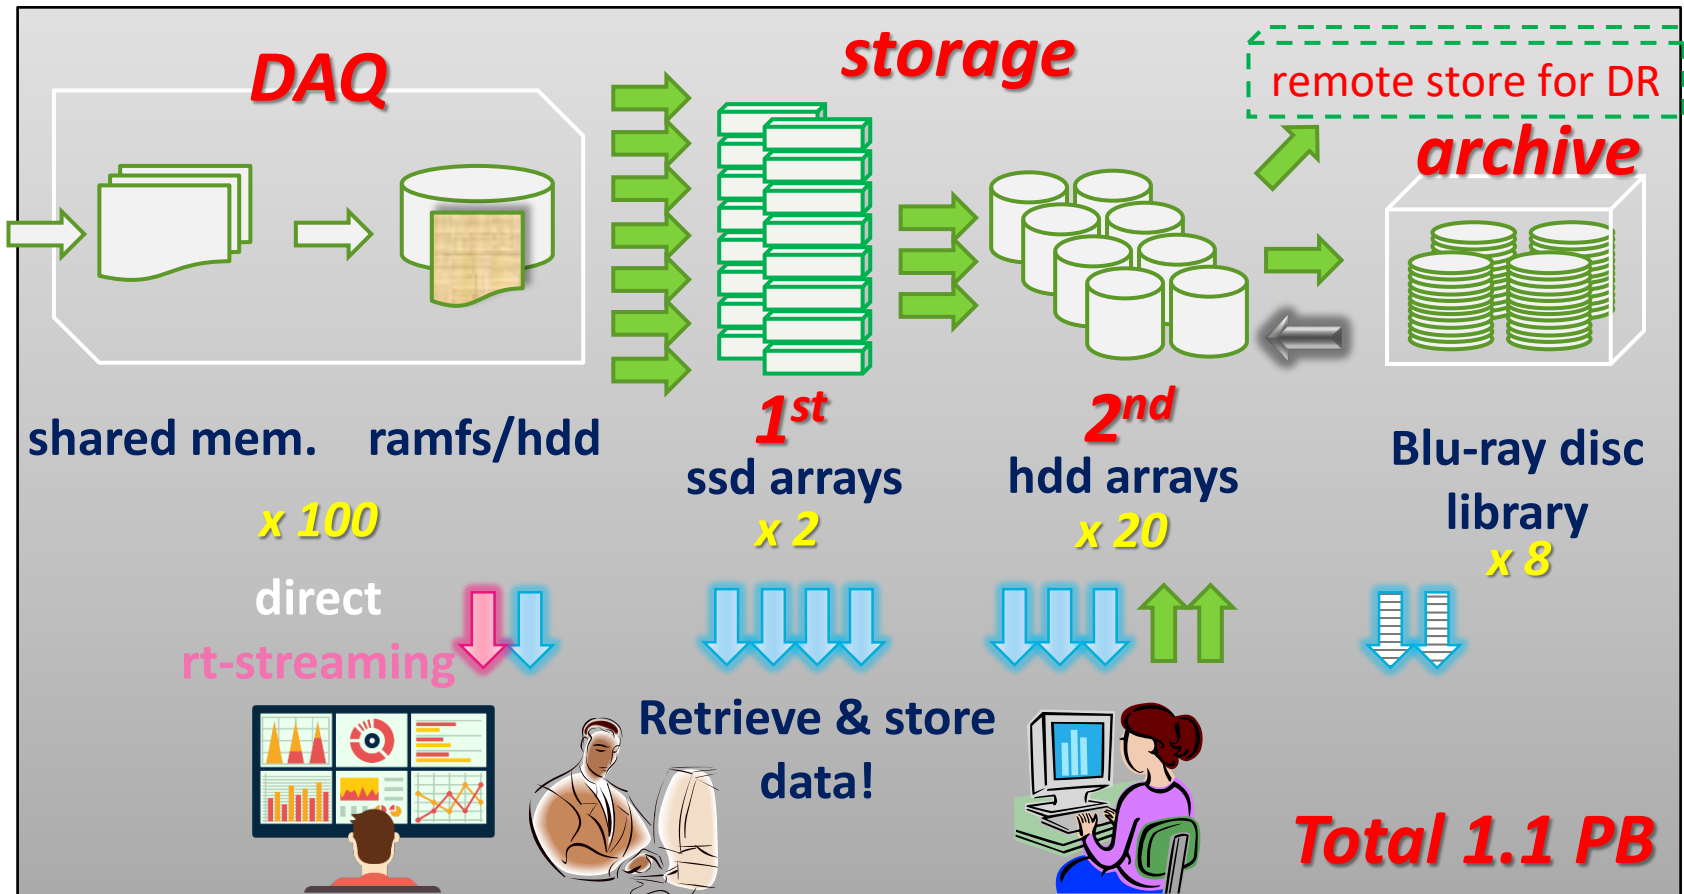 DAQ
storage
remote store for DR
archive
shared mem.
ramfs/hdd
x 100
1st
ssd arrays
x 2
2nd
hdd arrays
x 20
Blu-ray disc
library
x 8
direct
rt-streaming
Retrieve & store
data!
Total 1.1 PB